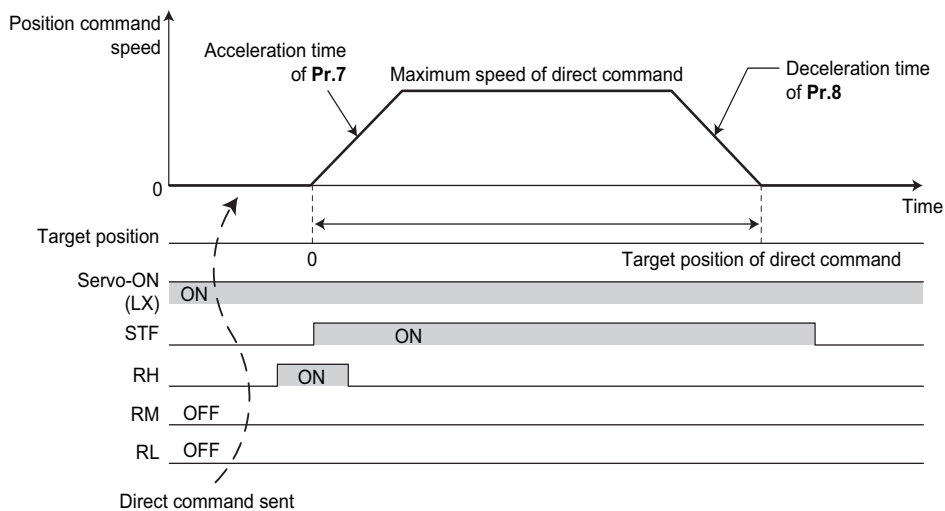 Position command
speed
Acceleration time
of Pr.7
Maximum speed of direct command
Deceleration time
of Pr.8
0
Time
Target position
0
Target position of direct command
Servo-ON
(LX)
ON
STF
ON
RH
ON
RM
OFF
RL
OFF
Direct command sent